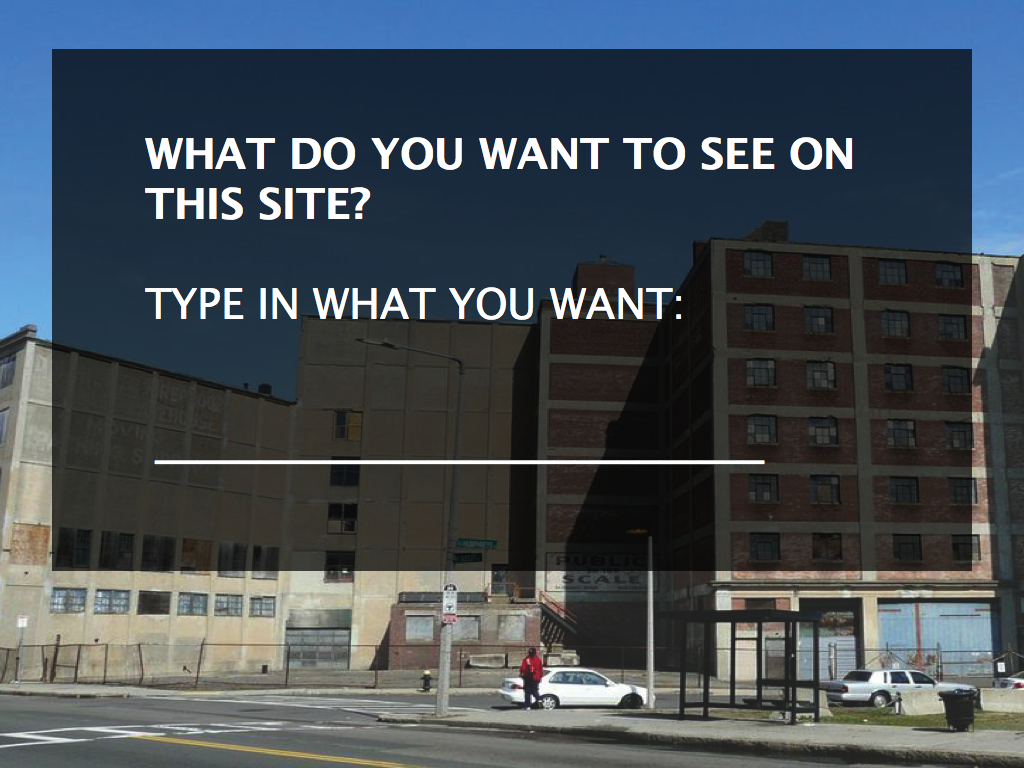 WHAT DO YOU WANT TO SEE ON
THIS SITE?
TYPE IN WHAT YOU WANT:
PUBLIC
SCALE